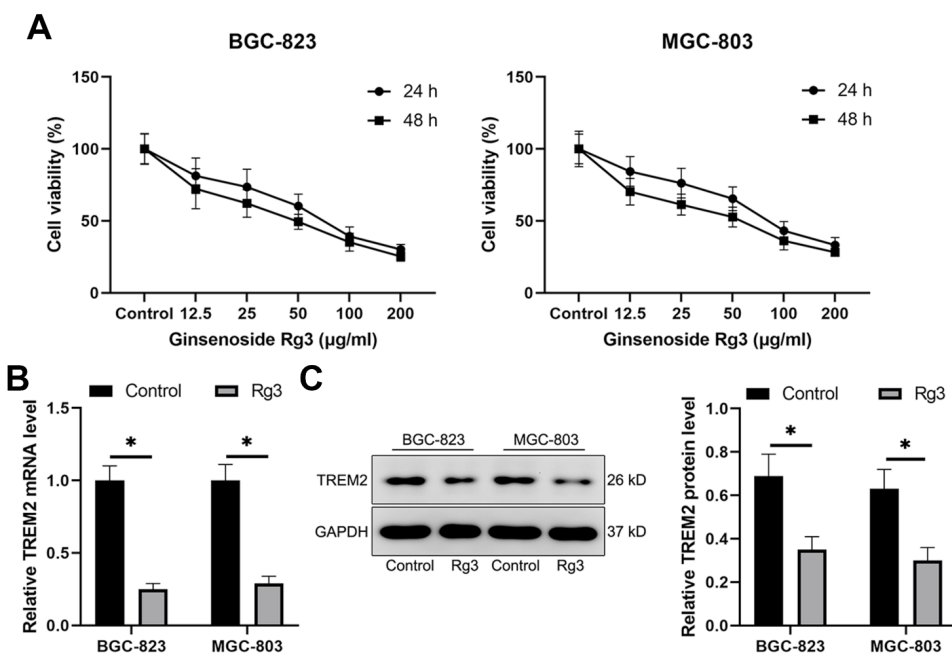 A
BGC-823
MGC-803
150
100
50
0
Cell viability (%)
24 h
48 h
Control 12.5 25 50 100 200
Ginsenoside Rg3 (μg/ml)
150
100
50
0
Cell viability (%)
24 h
48 h
Control 12.5 25 50 100 200
Ginsenoside Rg3 (μg/ml)
B
Control Rg3
Relative TREM2 mRNA level
1.5
1.0
0.5
0.0
*
*
BGC-823 MGC-803
C
BGC-823 MGC-803
TREM2 26 kD
GAPDH 37 kD
Control Rg3 Control Rg3
Control Rg3
Relative TREM2 protein level
1.0
0.8
0.6
0.4
0.2
0.0
*
*
BGC-823 MGC-803